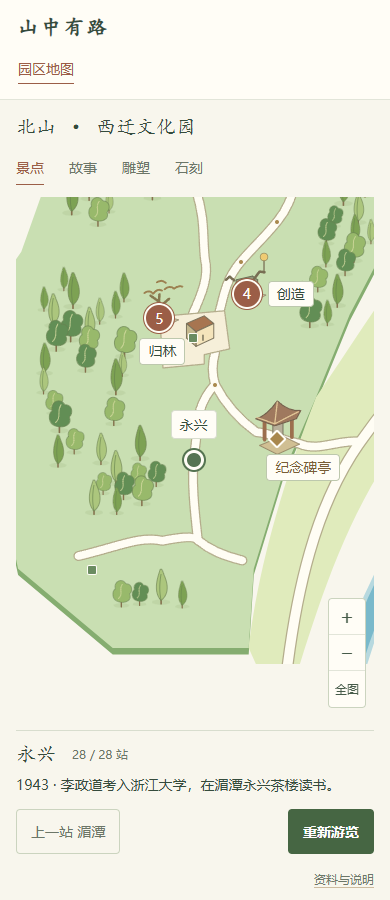 山中有路
园区地图
北山 • 西迁文化园
景点 故事 雕塑 石刻
4 创造
5
归林
永兴
纪念碑亭
+
−
全图
永兴 28 / 28 站
1943 · 李政道考入浙江大学，在湄潭永兴茶楼读书。
上一站 湄潭 重新游览
资料与说明